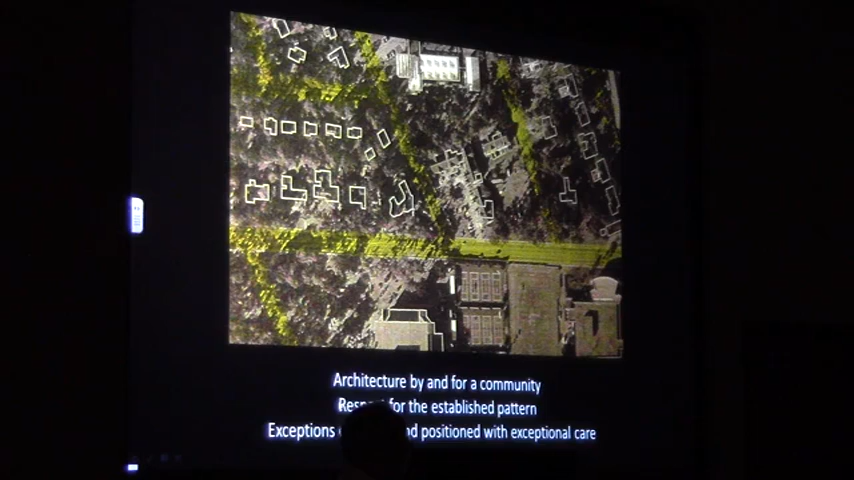 Architecture by and for a community
for the established pattern
Exceptions positioned with exceptional care